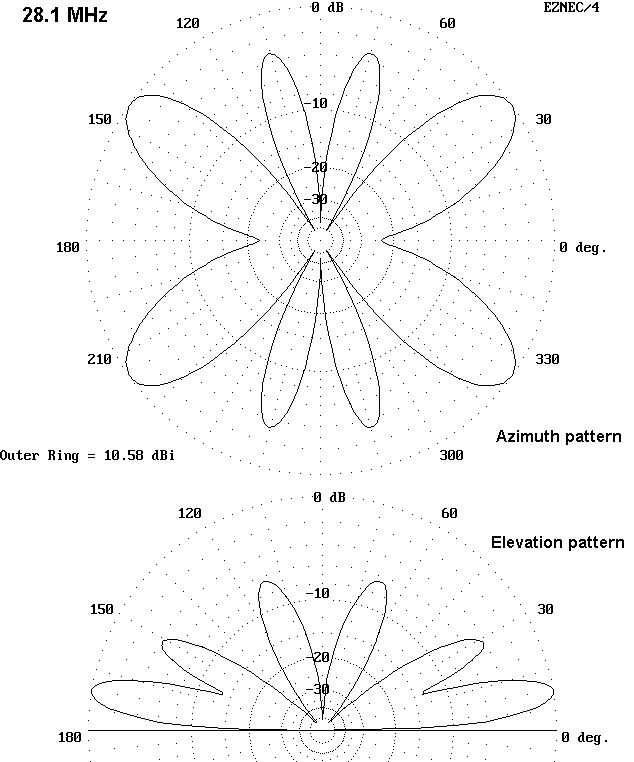 28.1 MHz
0 dB
EZNEC/4
120
60
-10
150
30
-20
-30
180
0 deg.
210
330
Azimuth pattern
Outer Ring = 10.58 dBi
300
0 dB
120
60
Elevation pattern
-10
150
30
-20
-30
180
0 deg.